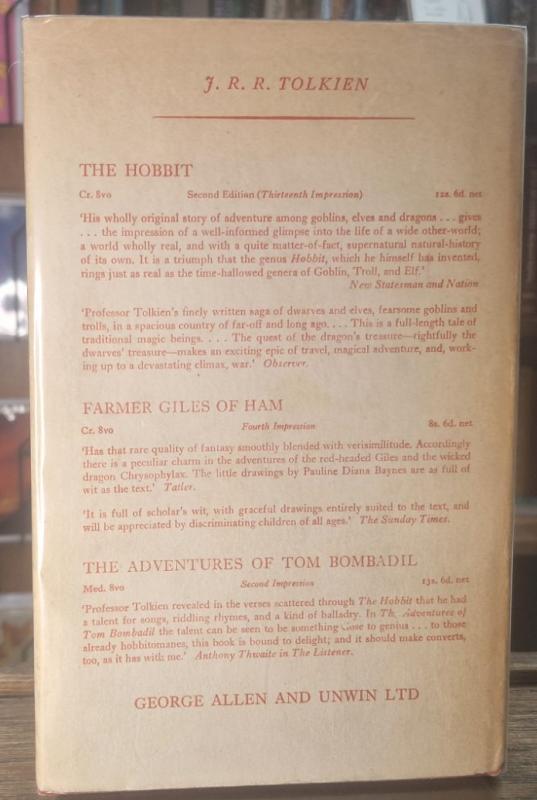 J. R. R. TOLKIEN
THE HOBBIT
Cr. 8vo Second Edition (Thirteenth Impression) 12s. 6d. net
‘His wholly original story of adventure among goblins, elves and dragons . . . gives
. . . the impression of a well-informed glimpse into the life of a wide other-world;
a world wholly real, and with a quite matter-of-fact, supernatural natural-history
of its own. It is a triumph that the genus Hobbit, which he himself has invented,
rings just as real as the time-hallowed genera of Goblin, Troll, and Elf.’
New Statesman and Nation
‘Professor Tolkien's finely written saga of dwarves and elves, fearsome goblins and
trolls, in a spacious country of far-off and long ago. . . . This is a full-length tale of
traditional magic beings. . . . The quest of the dragon's treasure—rightfully the
dwarves' treasure—makes an exciting epic of travel, magical adventure, and, work-
ing up to a devastating climax, war.’ Observer.
FARMER GILES OF HAM
Cr. 8vo Fourth Impression 8s. 6d. net
‘Has that rare quality of fantasy smoothly blended with verisimilitude. Accordingly
there is a peculiar charm in the adventures of the red-headed Giles and the wicked
dragon Chrysophylax. The little drawings by Pauline Diana Baynes are as full of
wit as the text.’ Tatler.
‘It is full of scholar's wit, with graceful drawings entirely suited to the text, and
will be appreciated by discriminating children of all ages.’ The Sunday Times.
THE ADVENTURES OF TOM BOMBADIL
Med. 8vo Second Impression 13s. 6d. net
‘Professor Tolkien revealed in the verses scattered through The Hobbit that he had
a talent for songs, riddling rhymes, and a kind of balladry. In The Adventures of
Tom Bombadil the talent can be seen to be something close to genius . . . to those
already hobbitomanes, this book is bound to delight; and it should make converts,
too, as it has with me.’ Anthony Thwaite in The Listener.
GEORGE ALLEN AND UNWIN LTD